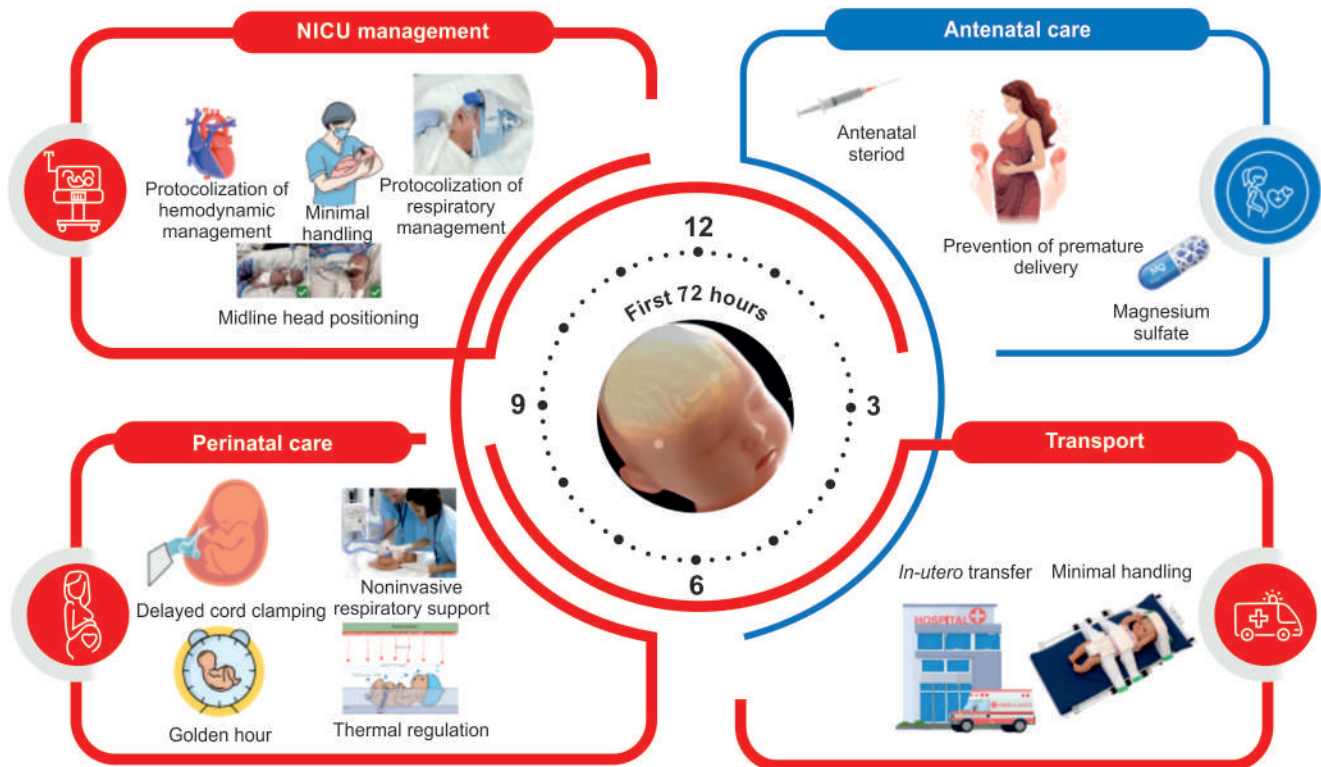 NICU management
Protocolization of
hemodynamic
management
Minimal
handling
Protocolization of
respiratory
management
Midline head positioning
Antenatal care
Antenatal
steriod
Prevention of premature
delivery
Magnesium
sulfate
12
First 72 hours
9
3
6
Perinatal care
Delayed cord clamping
Noninvasive
respiratory support
Golden hour
Thermal regulation
Transport
In-utero transfer
Minimal handling
HOSPITAL
AMBULANCE